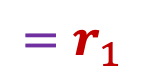 = r₁